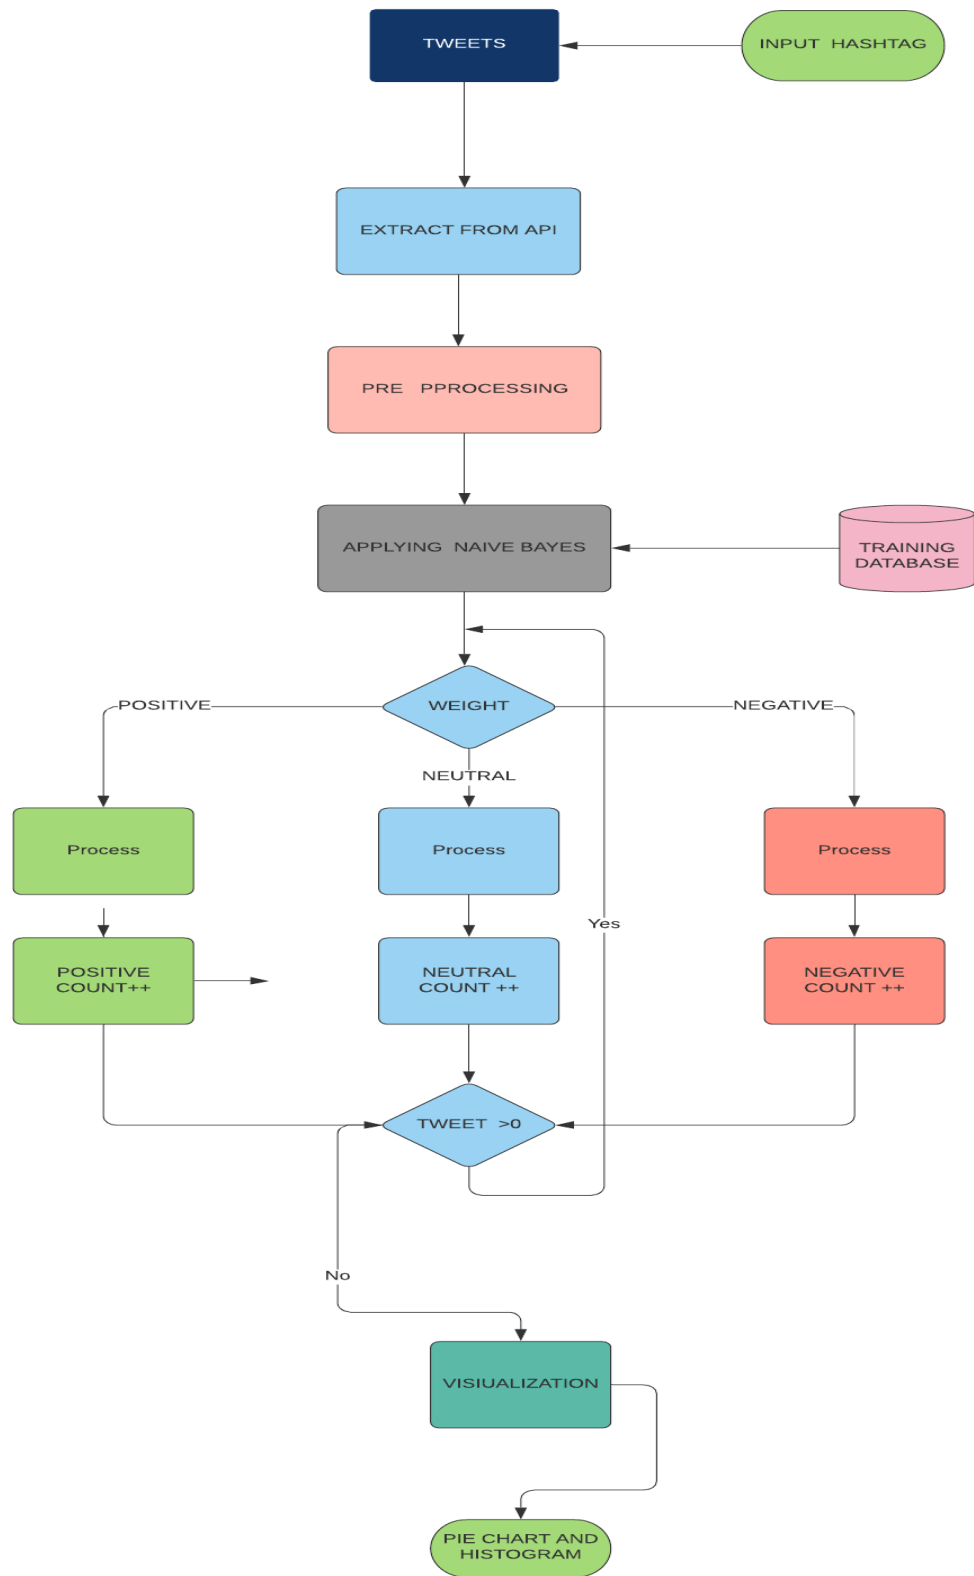 TWEETS
INPUT HASHTAG
EXTRACT FROM API
PRE PPROCESSING
APPLYING NAIVE BAYES
TRAINING
DATABASE
POSITIVE
WEIGHT
NEGATIVE
NEUTRAL
Process
Process
Process
Yes
POSITIVE
COUNT++
NEUTRAL
COUNT ++
NEGATIVE
COUNT ++
TWEET >0
No
VISIUALIZATION
PIE CHART AND
HISTOGRAM